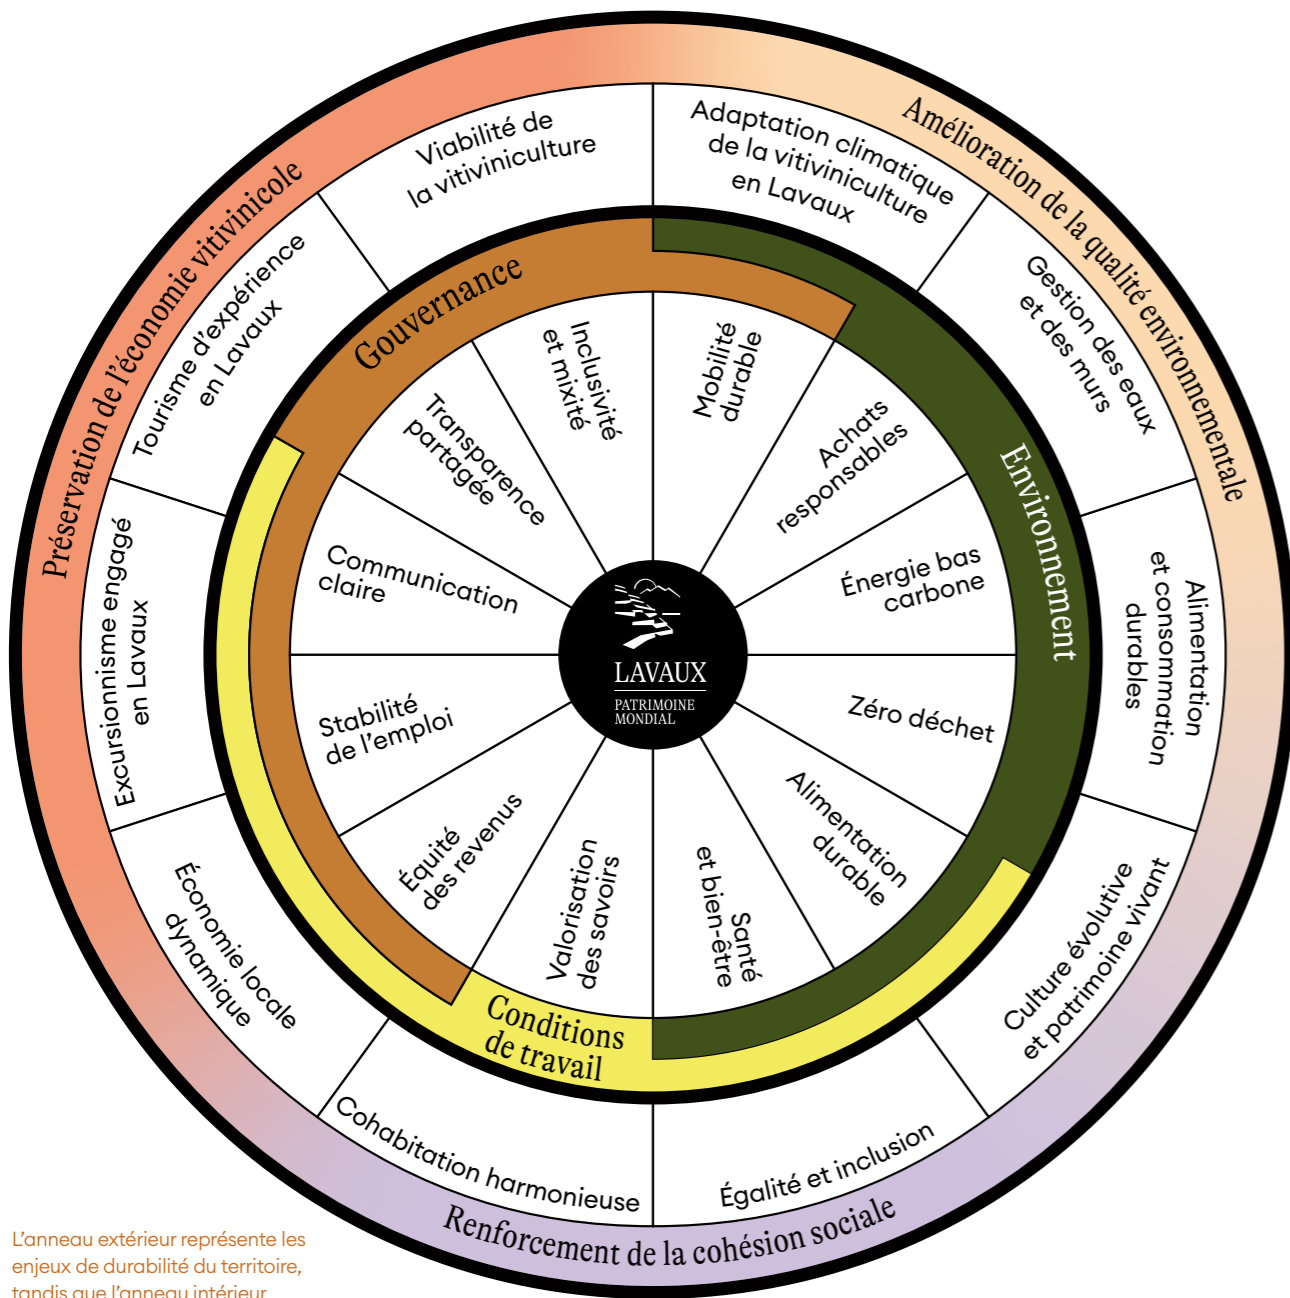 Préservation de l'économie vitivinicole
Amélioration de la qualité environnementale
Renforcement de la cohésion sociale
Viabilité de
la vitiviniculture
Adaptation climatique
de la vitiviniculture
en Lavaux
Gestion des eaux
et des murs
Alimentation
et consommation
durables
Culture évolutive
et patrimoine vivant
Égalité et inclusion
Cohabitation harmonieuse
Économie locale
dynamique
Excursionnisme engagé
en Lavaux
Tourisme d'expérience
en Lavaux
Gouvernance
Environnement
Conditions
de travail
Inclusivité
et mixité
Mobilité
durable
Achats
responsables
Énergie bas
carbone
Zéro déchet
Alimentation
durable
Santé
et bien-être
Valorisation
des savoirs
Équité
des revenus
Stabilité
de l'emploi
Communication
claire
Transparence
partagée
LAVAUX
PATRIMOINE
MONDIAL
L'anneau extérieur représente les
enjeux de durabilité du territoire,
tandis que l'anneau intérieur